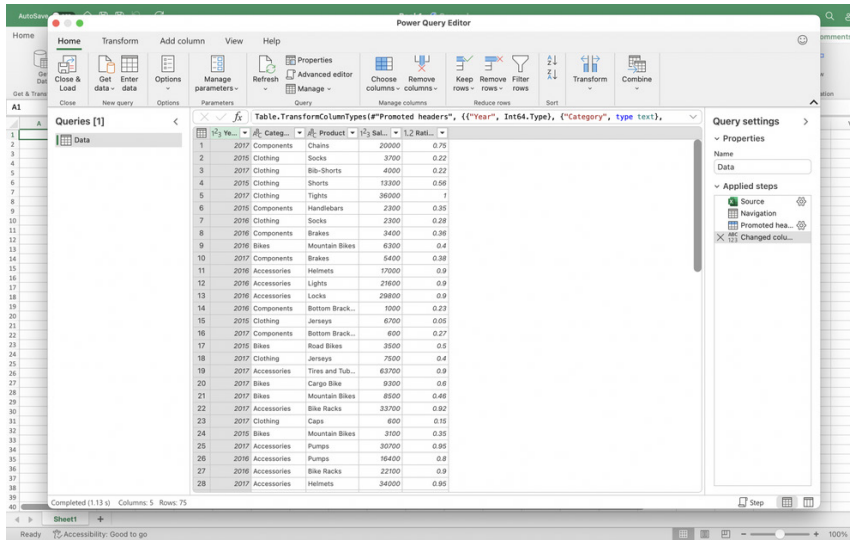 AutoSave
Power Query Editor
Home
Home Transform Add column View Help
Close & Load
Get data
Enter data
Options
Manage parameters
Refresh
Properties
Advanced editor
Manage
Choose columns
Remove columns
Keep rows
Remove rows
Filter rows
Transform
Combine
Close New query Options Parameters Query Manage columns Reduce rows Sort
Get & Trans
A1
Queries [1]
Data
fx Table.TransformColumnTypes(#"Promoted headers", {{"Year", Int64.Type}, {"Category", type text},
1²3 Ye... Categ... Product 1²3 Sal... 1.2 Rati...
1 2017 Components Chains 20000 0.75
2 2015 Clothing Socks 3700 0.22
3 2017 Clothing Bib-Shorts 4000 0.22
4 2015 Clothing Shorts 13300 0.56
5 2017 Clothing Tights 36000 1
6 2015 Components Handlebars 2300 0.35
7 2016 Clothing Socks 2300 0.28
8 2016 Components Brakes 3400 0.36
9 2016 Bikes Mountain Bikes 6300 0.4
10 2017 Components Brakes 5400 0.38
11 2016 Accessories Helmets 17000 0.9
12 2016 Accessories Lights 21600 0.9
13 2016 Accessories Locks 29800 0.9
14 2016 Components Bottom Brack... 1000 0.23
15 2015 Clothing Jerseys 6700 0.05
16 2017 Components Bottom Brack... 600 0.27
17 2015 Bikes Road Bikes 3500 0.5
18 2017 Clothing Jerseys 7500 0.4
19 2017 Accessories Tires and Tub... 63700 0.9
20 2017 Bikes Cargo Bike 9300 0.6
21 2017 Bikes Mountain Bikes 8500 0.46
22 2017 Accessories Bike Racks 33700 0.92
23 2017 Clothing Caps 600 0.15
24 2015 Bikes Mountain Bikes 3100 0.35
25 2017 Accessories Pumps 30700 0.95
26 2016 Accessories Pumps 16400 0.8
27 2016 Accessories Bike Racks 22100 0.9
28 2017 Accessories Helmets 34000 0.95
Query settings
Properties
Name
Data
Applied steps
Source
Navigation
Promoted hea...
Changed colu...
Completed (1.13 s) Columns: 5 Rows: 75
Step
Sheet1
Ready Accessibility: Good to go
100%